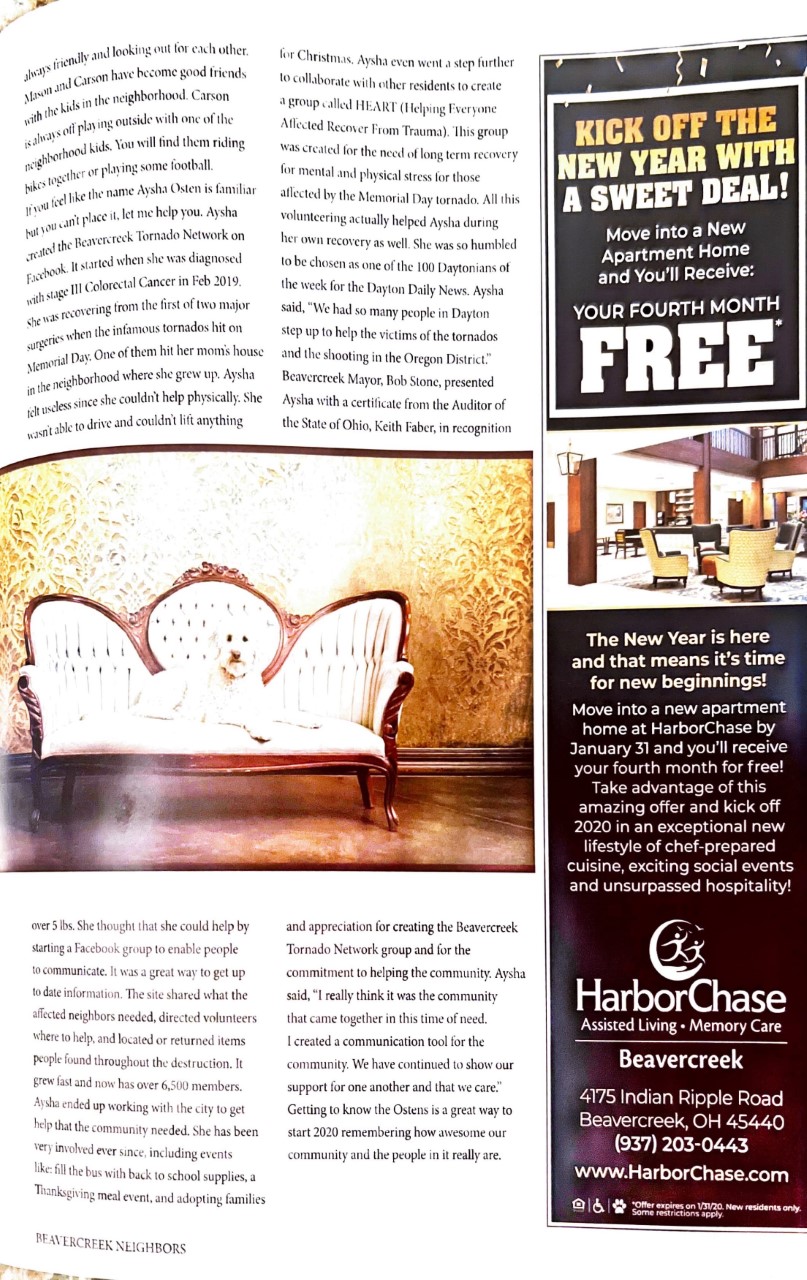 always friendly and looking out for each other.
Mason and Carson have become good friends
with the kids in the neighborhood. Carson
is always off playing outside with one of the
neighborhood kids. You will find them riding
bikes together or playing some football.
If you feel like the name Aysha Osten is familiar
but you can't place it, let me help you. Aysha
created the Beavercreek Tornado Network on
Facebook. It started when she was diagnosed
with stage III Colorectal Cancer in Feb 2019.
She was recovering from the first of two major
surgeries when the infamous tornados hit on
Memorial Day. One of them hit her mom's house
in the neighborhood where she grew up. Aysha
felt useless since she couldn't help physically. She
wasn't able to drive and couldn't lift anything
over 5 lbs. She thought that she could help by
starting a Facebook group to enable people
to communicate. It was a great way to get up
to date information. The site shared what the
affected neighbors needed, directed volunteers
where to help, and located or returned items
people found throughout the destruction. It
grew fast and now has over 6,500 members.
Aysha ended up working with the city to get
help that the community needed. She has been
very involved ever since, including events
like: fill the bus with back to school supplies, a
Thanksgiving meal event, and adopting families
for Christmas. Aysha even went a step further
to collaborate with other residents to create
a group called HEART (Helping Everyone
Affected Recover From Trauma). This group
was created for the need of long term recovery
for mental and physical stress for those
affected by the Memorial Day tornado. All this
volunteering actually helped Aysha during
her own recovery as well. She was so humbled
to be chosen as one of the 100 Daytonians of
the week for the Dayton Daily News. Aysha
said, "We had so many people in Dayton
step up to help the victims of the tornados
and the shooting in the Oregon District."
Beavercreek Mayor, Bob Stone, presented
Aysha with a certificate from the Auditor of
the State of Ohio, Keith Faber, in recognition
and appreciation for creating the Beavercreek
Tornado Network group and for the
commitment to helping the community. Aysha
said, "I really think it was the community
that came together in this time of need.
I created a communication tool for the
community. We have continued to show our
support for one another and that we care."
Getting to know the Ostens is a great way to
start 2020 remembering how awesome our
community and the people in it really are.
BEAVERCREEK NEIGHBORS
KICK OFF THE
NEW YEAR WITH
A SWEET DEAL!
Move into a New
Apartment Home
and You'll Receive:
YOUR FOURTH MONTH
FREE*
The New Year is here
and that means it's time
for new beginnings!
Move into a new apartment
home at HarborChase by
January 31 and you'll receive
your fourth month for free!
Take advantage of this
amazing offer and kick off
2020 in an exceptional new
lifestyle of chef-prepared
cuisine, exciting social events
and unsurpassed hospitality!
HarborChase
Assisted Living • Memory Care
Beavercreek
4175 Indian Ripple Road
Beavercreek, OH 45440
(937) 203-0443
www.HarborChase.com
*Offer expires on 1/31/20. New residents only.
Some restrictions apply.